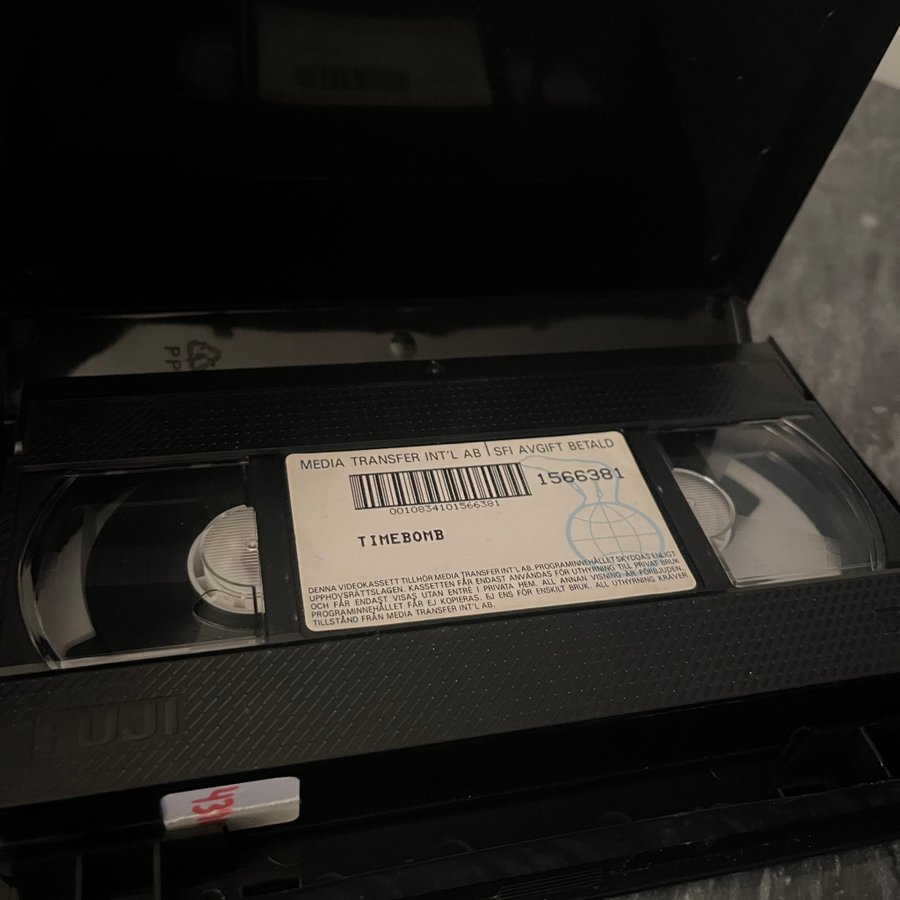 PP
MEDIA TRANSFER INT'L AB | SFI AVGIFT BETALD
1566381
0010834101566381
TIMEBOMB
DENNA VIDEOKASSETT TILLHÖR MEDIA TRANSFER INT'L AB. PROGRAMINNEHÅLLET SKYDDAS ENLIGT
UPPHOVSRÄTTSLAGEN. KASSETTEN FÅR ENDAST ANVÄNDAS FÖR UTHYRNING TILL PRIVAT BRUK
OCH FÅR ENDAST VISAS UTAN ENTRÉ I PRIVATA HEM. ALL ANNAN VISNING ÄR FÖRBJUDEN.
PROGRAMINNEHÅLLET FÅR EJ KOPIERAS, EJ ENS FÖR ENSKILT BRUK. ALL UTHYRNING KRÄVER
TILLSTÅND FRÅN MEDIA TRANSFER INT'L AB.
FUJI